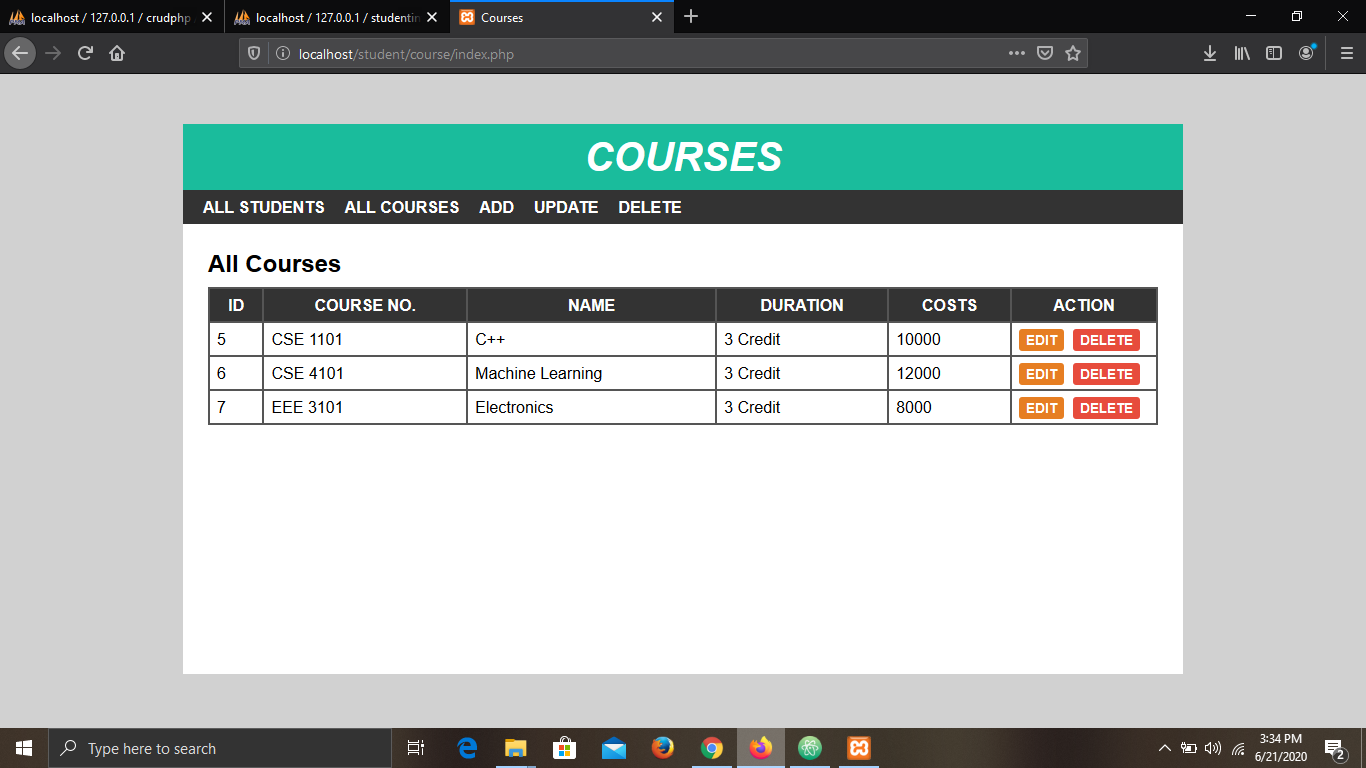 localhost / 127.0.0.1 / crudphp
localhost / 127.0.0.1 / studentin
Courses
localhost/student/course/index.php
COURSES
ALL STUDENTS ALL COURSES ADD UPDATE DELETE
All Courses
ID COURSE NO. NAME DURATION COSTS ACTION
5 CSE 1101 C++ 3 Credit 10000 EDIT DELETE
6 CSE 4101 Machine Learning 3 Credit 12000 EDIT DELETE
7 EEE 3101 Electronics 3 Credit 8000 EDIT DELETE
Type here to search
3:34 PM
6/21/2020
2